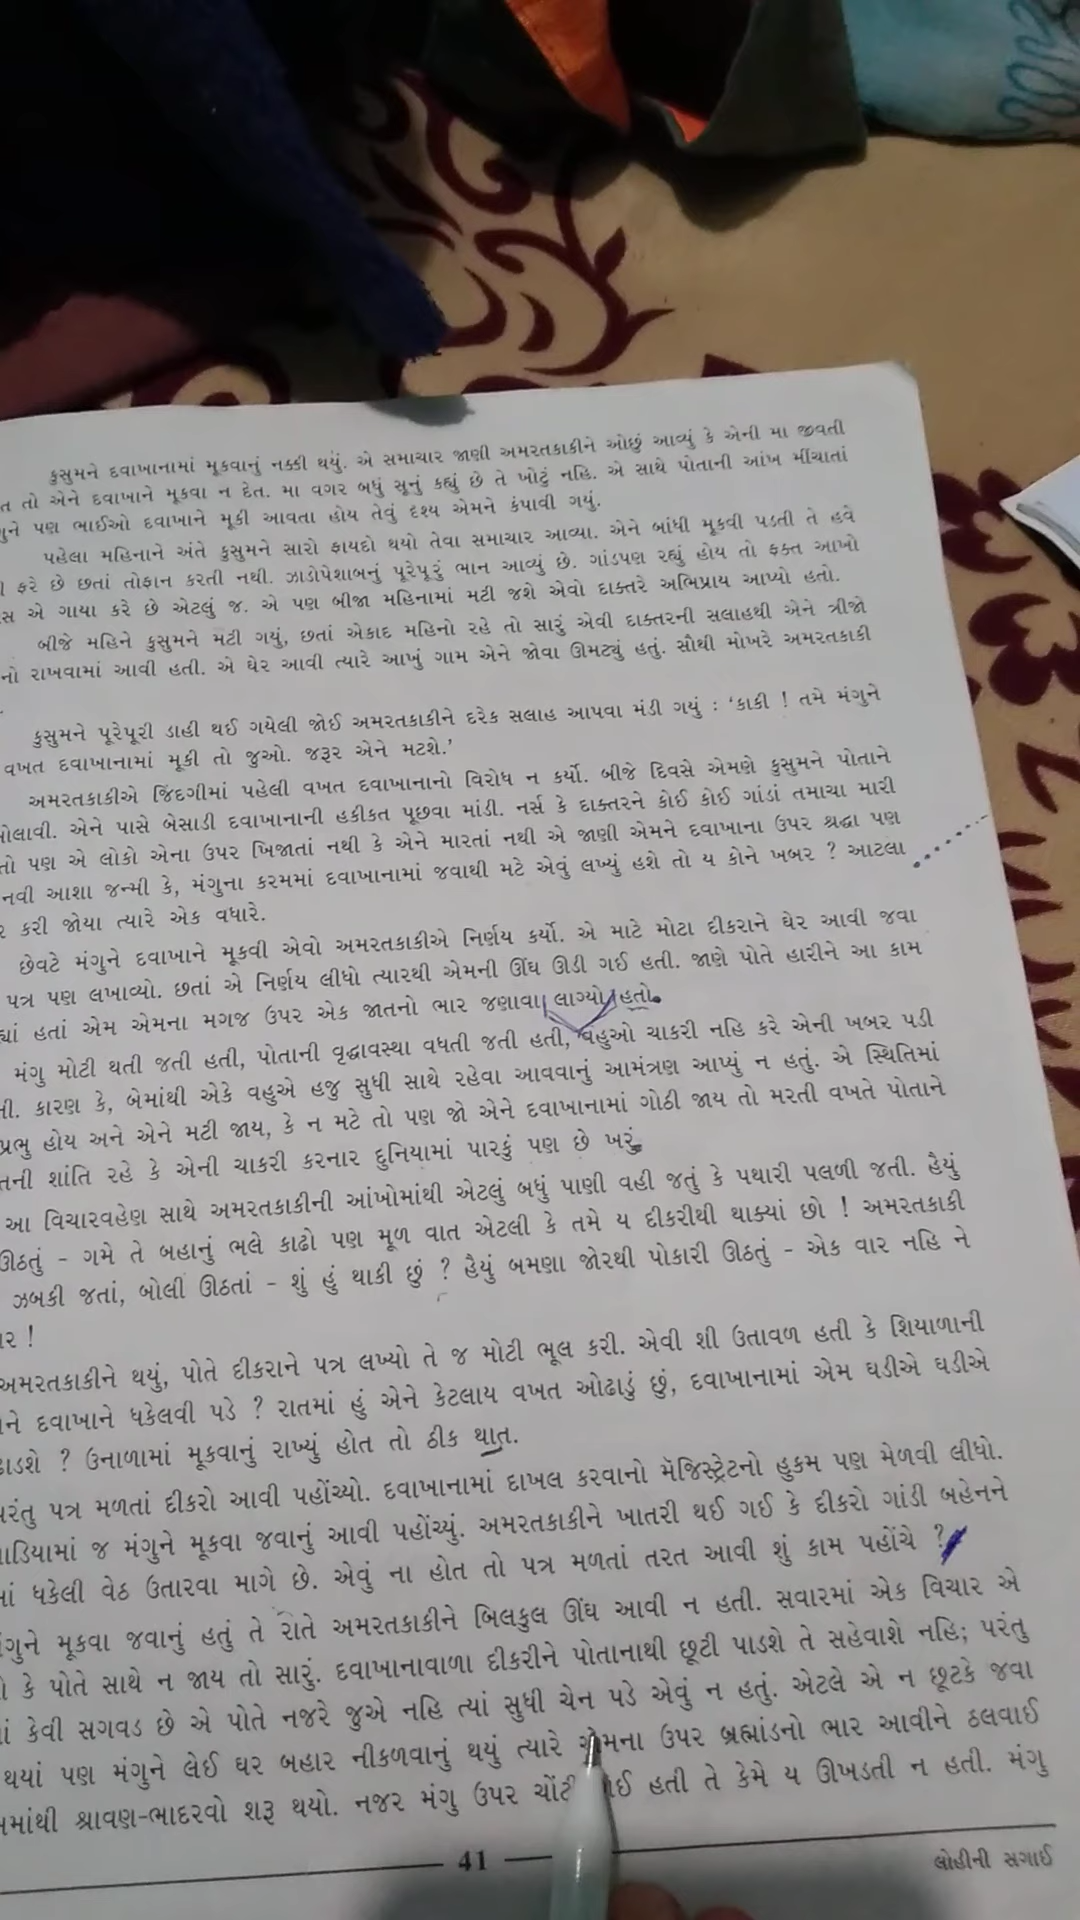 કુસુમને દવાખાનામાં મૂકવાનું નક્કી થયું. એ સમાચાર જાણી અમરતકાકીને ઓછું આવ્યું કે એની મા જીવતી
ત તો એને દવાખાને મૂકવા ન દેત. મા વગર બધું સૂનું કહ્યું છે તે ખોટું નહિ. એ સાથે પોતાની આંખ મીંચાતાં
ગુને પણ ભાઈઓ દવાખાને મૂકી આવતા હોય તેવું દૃશ્ય એમને કંપાવી ગયું.
પહેલા મહિનાને અંતે કુસુમને સારો ફાયદો થયો તેવા સમાચાર આવ્યા. એને બાંધી મૂકવી પડતી તે હવે
ફરે છે છતાં તોફાન કરતી નથી. ઝાડોપેશાબનું પૂરેપૂરું ભાન આવ્યું છે. ગાંડપણ રહ્યું હોય તો ફક્ત આખો
સ એ ગાયા કરે છે એટલું જ. એ પણ બીજા મહિનામાં મટી જશે એવો દાક્તરે અભિપ્રાય આપ્યો હતો.
બીજે મહિને કુસુમને મટી ગયું, છતાં એકાદ મહિનો રહે તો સારું એવી દાક્તરની સલાહથી એને ત્રીજો
નો રાખવામાં આવી હતી. એ ઘેર આવી ત્યારે આખું ગામ એને જોવા ઊમટ્યું હતું. સૌથી મોખરે અમરતકાકી
કુસુમને પૂરેપૂરી ડાહી થઈ ગયેલી જોઈ અમરતકાકીને દરેક સલાહ આપવા મંડી ગયું : ‘કાકી ! તમે મંગુને
વખત દવાખાનામાં મૂકી તો જુઓ. જરૂર એને મટશે.’
અમરતકાકીએ જિંદગીમાં પહેલી વખત દવાખાનાનો વિરોધ ન કર્યો. બીજે દિવસે એમણે કુસુમને પોતાને
બોલાવી. એને પાસે બેસાડી દવાખાનાની હકીકત પૂછવા માંડી. નર્સ કે દાક્તરને કોઈ કોઈ ગાંડાં તમાચા મારી
તો પણ એ લોકો એના ઉપર ખિજાતાં નથી કે એને મારતાં નથી એ જાણી એમને દવાખાના ઉપર શ્રદ્ધા પણ
નવી આશા જન્મી કે, મંગુના કરમમાં દવાખાનામાં જવાથી મટે એવું લખ્યું હશે તો ય કોને ખબર ? આટલા
કરી જોયા ત્યારે એક વધારે.
છેવટે મંગુને દવાખાને મૂકવી એવો અમરતકાકીએ નિર્ણય કર્યો. એ માટે મોટા દીકરાને ઘેર આવી જવા
પત્ર પણ લખાવ્યો. છતાં એ નિર્ણય લીધો ત્યારથી એમની ઊંઘ ઊડી ગઈ હતી. જાણે પોતે હારીને આ કામ
હતાં એમ એમના મગજ ઉપર એક જાતનો ભાર જણાવા લાગ્યો હતો.
મંગુ મોટી થતી જતી હતી, પોતાની વૃદ્ધાવસ્થા વધતી જતી હતી, વહુઓ ચાકરી નહિ કરે એની ખબર પડી
તી. કારણ કે, બેમાંથી એકે વહુએ હજુ સુધી સાથે રહેવા આવવાનું આમંત્રણ આપ્યું ન હતું. એ સ્થિતિમાં
પ્રભુ હોય અને એને મટી જાય, કે ન મટે તો પણ જો એને દવાખાનામાં ગોઠી જાય તો મરતી વખતે પોતાને
તની શાંતિ રહે કે એની ચાકરી કરનાર દુનિયામાં પારકું પણ છે ખરું.
આ વિચારવહેણ સાથે અમરતકાકીની આંખોમાંથી એટલું બધું પાણી વહી જતું કે પથારી પલળી જતી. હૈયું
ઊઠતું - ગમે તે બહાનું ભલે કાઢો પણ મૂળ વાત એટલી કે તમે ય દીકરીથી થાક્યાં છો ! અમરતકાકી
ઝબકી જતાં, બોલી ઊઠતાં - શું હું થાકી છું ? હૈયું બમણા જોરથી પોકારી ઊઠતું - એક વાર નહિ ને
ર !
અમરતકાકીને થયું, પોતે દીકરાને પત્ર લખ્યો તે જ મોટી ભૂલ કરી. એવી શી ઉતાવળ હતી કે શિયાળાની
ને દવાખાને ધકેલવી પડે ? રાતમાં હું એને કેટલાય વખત ઓઢાડું છું, દવાખાનામાં એમ ઘડીએ ઘડીએ
ઢાડશે ? ઉનાળામાં મૂકવાનું રાખ્યું હોત તો ઠીક થાત.
પરંતુ પત્ર મળતાં દીકરો આવી પહોંચ્યો. દવાખાનામાં દાખલ કરવાનો મૅજિસ્ટ્રેટનો હુકમ પણ મેળવી લીધો.
ાડિયામાં જ મંગુને મૂકવા જવાનું આવી પહોંચ્યું. અમરતકાકીને ખાતરી થઈ ગઈ કે દીકરો ગાંડી બહેનને
માં ધકેલી વેઠ ઉતારવા માગે છે. એવું ના હોત તો પત્ર મળતાં તરત આવી શું કામ પહોંચે ?
ગુને મૂકવા જવાનું હતું તે રાતે અમરતકાકીને બિલકુલ ઊંઘ આવી ન હતી. સવારમાં એક વિચાર એ
કે પોતે સાથે ન જાય તો સારું. દવાખાનાવાળા દીકરીને પોતાનાથી છૂટી પાડશે તે સહેવાશે નહિ; પરંતુ
કેવી સગવડ છે એ પોતે નજરે જુએ નહિ ત્યાં સુધી ચેન પડે એવું ન હતું. એટલે એ ન છૂટકે જવા
થયાં પણ મંગુને લેઈ ઘર બહાર નીકળવાનું થયું ત્યારે એમના ઉપર બ્રહ્માંડનો ભાર આવીને ઠલવાઈ
માંથી શ્રાવણ-ભાદરવો શરૂ થયો. નજર મંગુ ઉપર ચોંટી ગઈ હતી તે કેમે ય ઊખડતી ન હતી. મંગુ
41
લોહીની સગાઈ